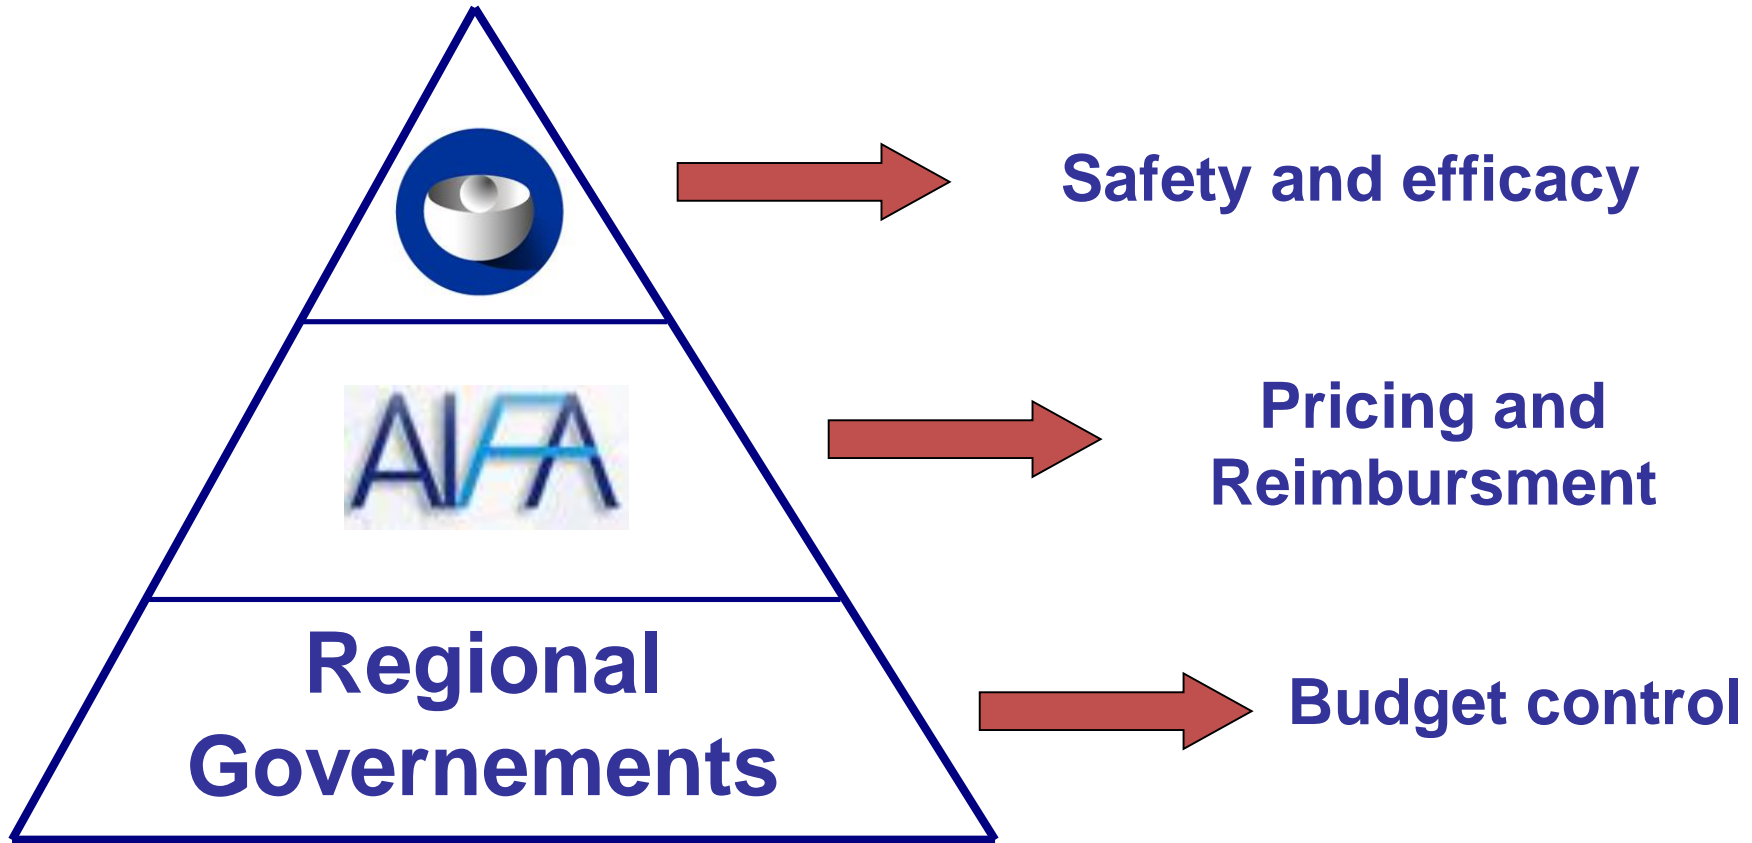 Safety and efficacy
AIFA
Pricing and
Reimbursment
Regional
Governements
Budget control